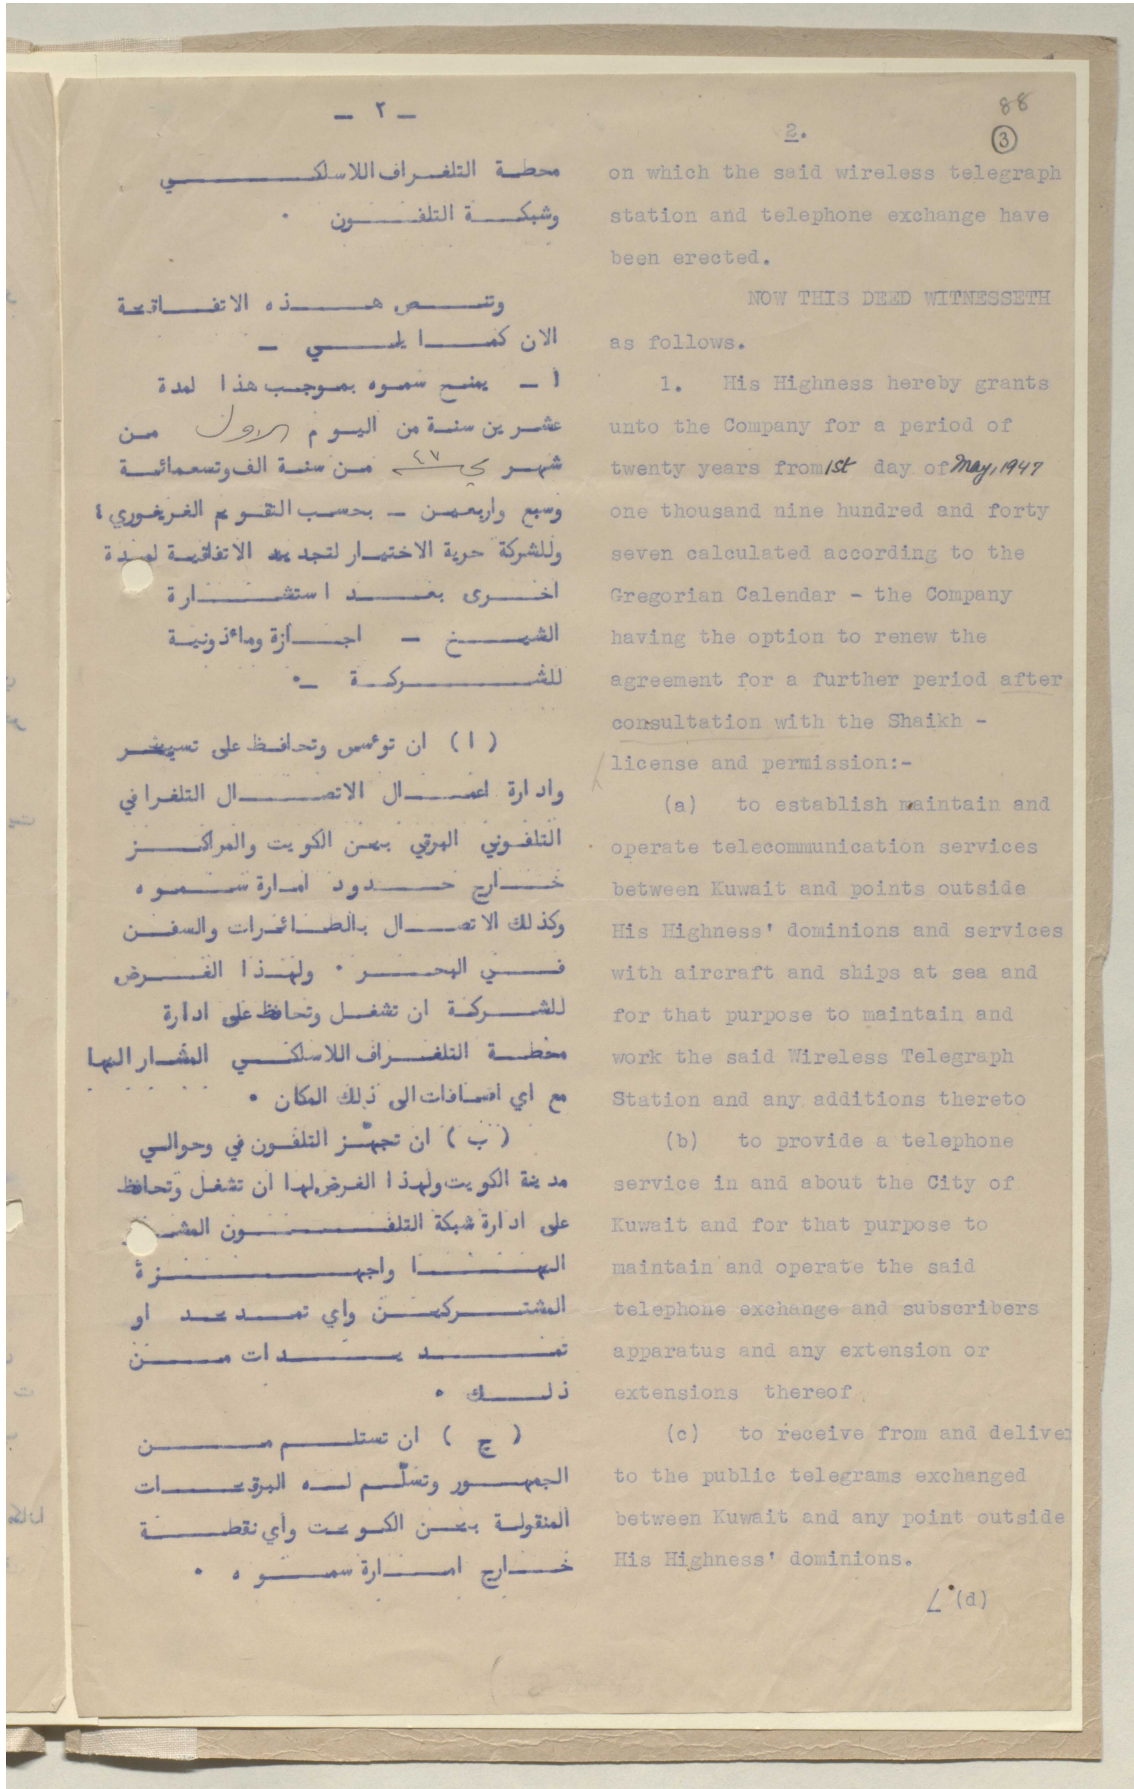 88
3
2.
on which the said wireless telegraph
station and telephone exchange have
been erected.
NOW THIS DEED WITNESSETH
as follows.
1. His Highness hereby grants
unto the Company for a period of
twenty years from 1st day of May, 1947
one thousand nine hundred and forty
seven calculated according to the
Gregorian Calendar - the Company
having the option to renew the
agreement for a further period after
consultation with the Shaikh -
license and permission:-
(a) to establish maintain and
operate telecommunication services
between Kuwait and points outside
His Highness' dominions and services
with aircraft and ships at sea and
for that purpose to maintain and
work the said Wireless Telegraph
Station and any additions thereto
(b) to provide a telephone
service in and about the City of
Kuwait and for that purpose to
maintain and operate the said
telephone exchange and subscribers
apparatus and any extension or
extensions thereof
(c) to receive from and deliver
to the public telegrams exchanged
between Kuwait and any point outside
His Highness' dominions.
(d)
— ٢ —
محطة التلغراف اللاسلكي
وشبكة التلفون .
وتنص هذه الاتفاقية
الان كما يلي —
١ — يمنح سموه بموجب هذا لمدة
عشرين سنة من اليوم الاول من
شهر مي ٤٧ من سنة الف وتسعمائة
وسبع واربعين — بحسب التقويم الغريغوري ٤
وللشركة حرية الاختيار لتجديد الاتفاقية لمدة
اخرى بعد استشارة
الشيخ — اجازة ومأذونية
للشركة —.
(ا) ان توءسس وتحافظ على تسيير
وادارة اعمال الاتصال التلغرافي
التلفوني البرقي بين الكويت والمراكز
خارج حدود امارة سموه
وكذلك الاتصال بالطائرات والسفن
في البحر . ولهذا الغرض
للشركة ان تشغل وتحافظ على ادارة
محطة التلغراف اللاسلكي المشار اليها
مع اي اضافات الى ذلك المكان .
(ب) ان تجهّز التلفون في وحوالي
مدينة الكويت ولهذا الغرض لها ان تشغل وتحافظ
على ادارة شبكة التلفون
اليها واجهزة
المشتركين واي تمديد او
تمديدات من
ذلك .
(ج) ان تستلم من
الجمهور وتسلّم له البرقيات
المنقولة بين الكويت واي نقطة
خارج امارة سموه .